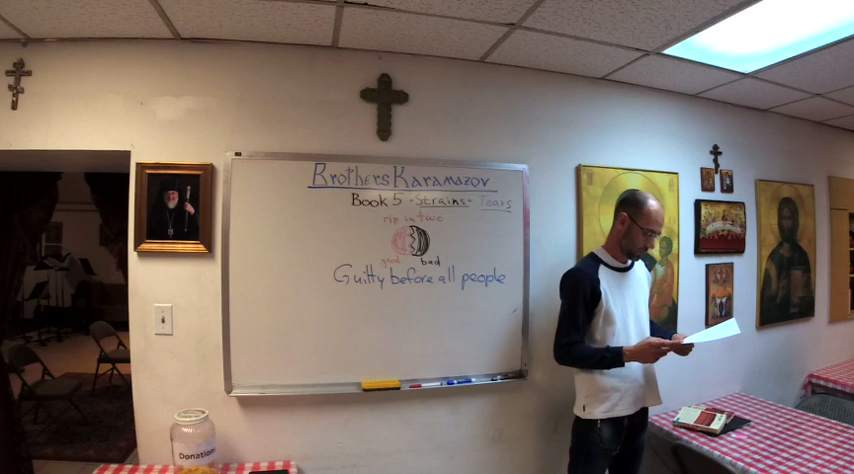 Brothers Karamazov
Book 5 - Strains - Tears
rip in two
good bad
Guilty before all people
Donations